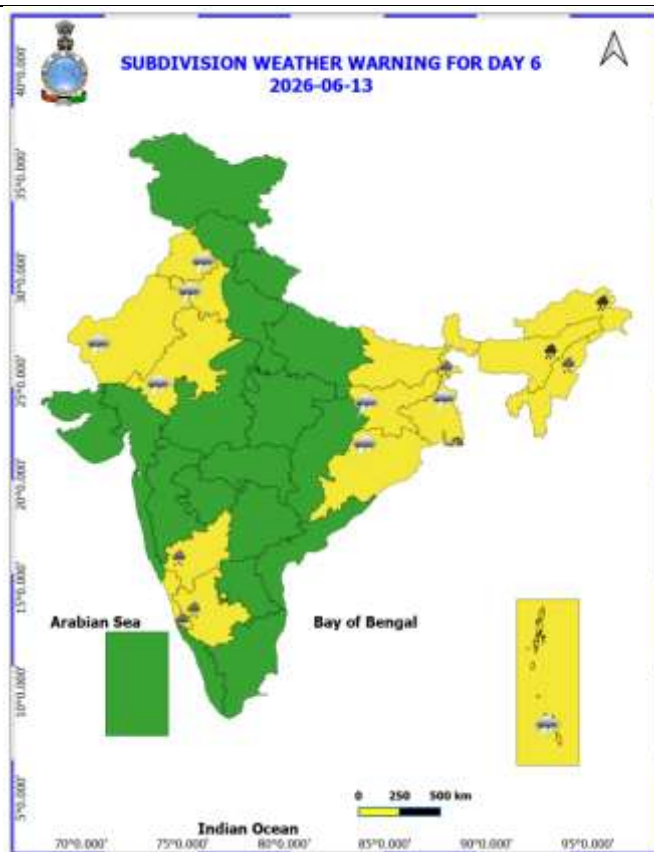 SUBDIVISION WEATHER WARNING FOR DAY 6
2026-06-13
40°0.000'
35°0.000'
30°0.000'
25°0.000'
20°0.000'
15°0.000'
10°0.000'
5°0.000'
Arabian Sea
Bay of Bengal
0 250 500 km
Indian Ocean
70°0.000' 75°0.000' 80°0.000' 85°0.000' 90°0.000' 95°0.000'